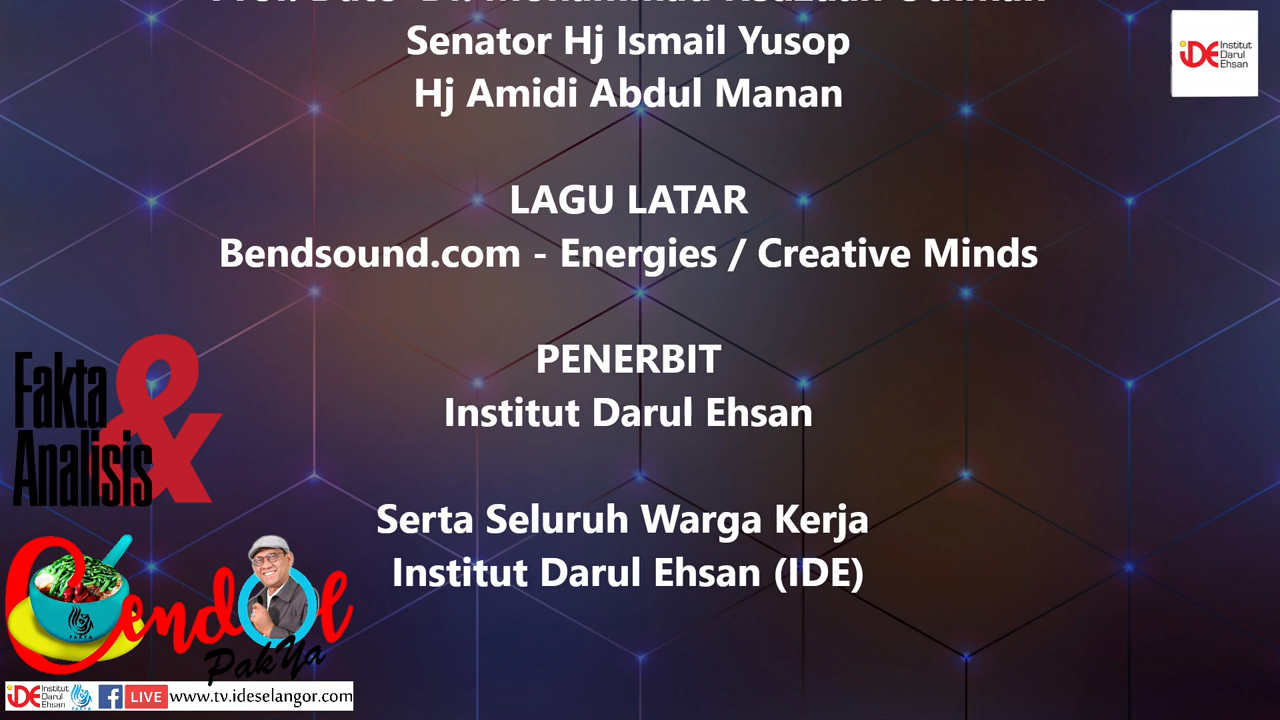 Senator Hj Ismail Yusop
Hj Amidi Abdul Manan
LAGU LATAR
Bendsound.com - Energies / Creative Minds
PENERBIT
Institut Darul Ehsan
Serta Seluruh Warga Kerja
Institut Darul Ehsan (IDE)
iDE Institut
Darul
Ehsan
Fakta
&
Analisis
Cendol
PakYa
PAKYA
iDE Institut
Darul
Ehsan
PAKYA
f LIVE www.tv.ideselangor.com